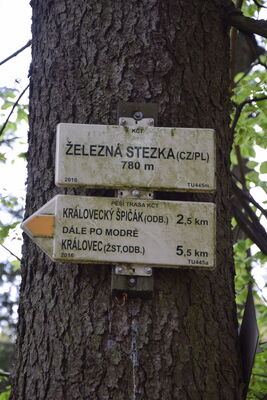 KČT
ŽELEZNÁ STEZKA (CZ/PL)
780 m
2016 TU445m
PĚŠÍ TRASA KČT
KRÁLOVECKÝ ŠPIČÁK (ODB.) 2,5 km
DÁLE PO MODRÉ
KRÁLOVEC (ŽST, ODB.) 5,5 km
2016 TU445a